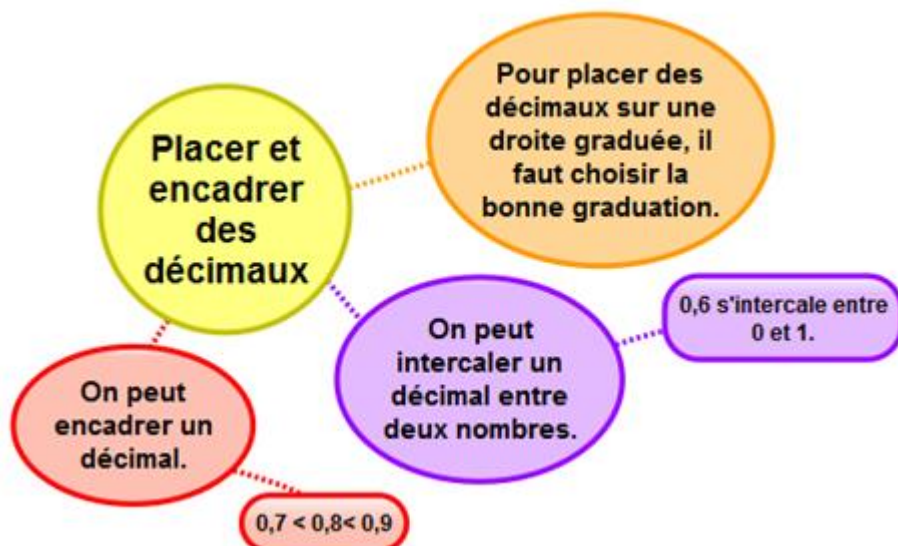 Placer et
encadrer
des
décimaux
Pour placer des
décimaux sur une
droite graduée, il
faut choisir la
bonne graduation.
On peut
intercaler un
décimal entre
deux nombres.
0,6 s'intercale entre
0 et 1.
On peut
encadrer un
décimal.
0,7 < 0,8< 0,9